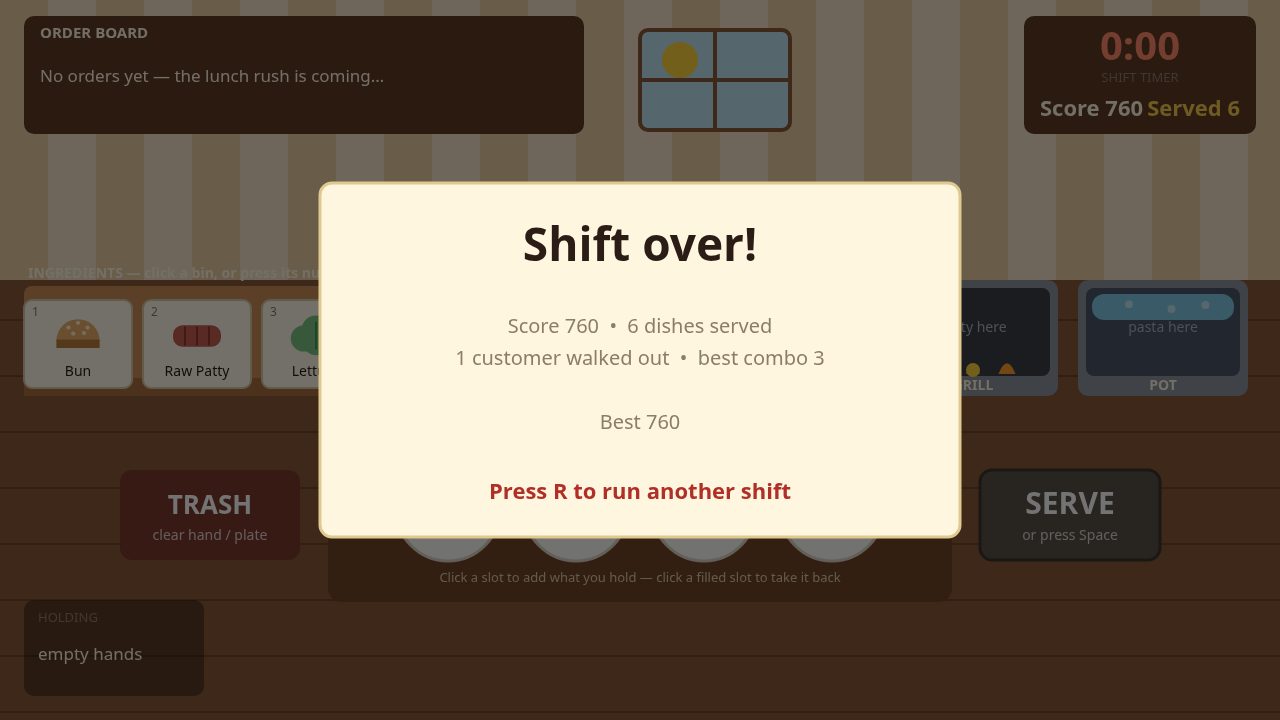 ORDER BOARD
No orders yet — the lunch rush is coming...
0:00
SHIFT TIMER
Score 760 Served 6
Shift over!
Score 760 • 6 dishes served
1 customer walked out • best combo 3
Best 760
Press R to run another shift
INGREDIENTS — click a bin, or press its
1
Bun
2
Raw Patty
3
here
pasta here
POT
TRASH
clear hand / plate
SERVE
or press Space
Click a slot to add what you hold — click a filled slot to take it back
HOLDING
empty hands